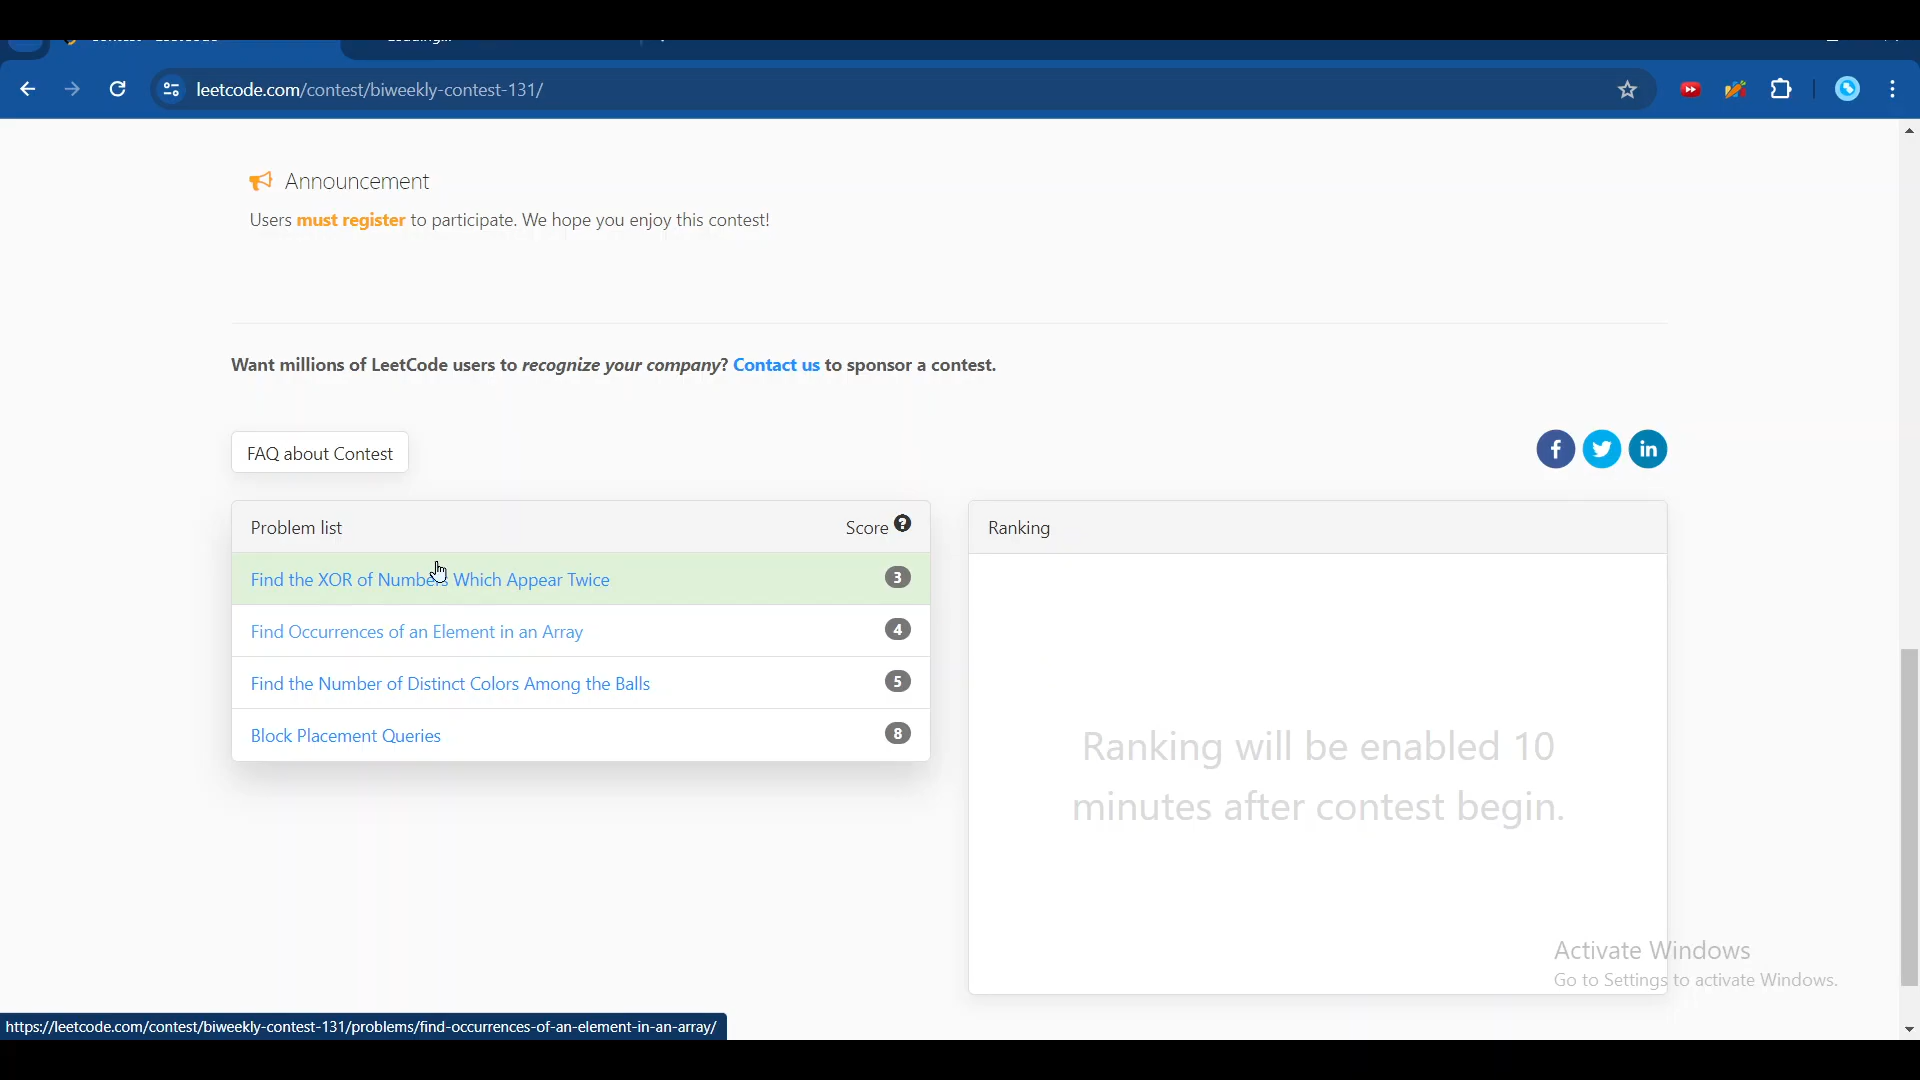 leetcode.com/contest/biweekly-contest-131/
Announcement
Users must register to participate. We hope you enjoy this contest!
Want millions of LeetCode users to recognize your company? Contact us to sponsor a contest.
FAQ about Contest
Problem list Score
Find the XOR of Numbers Which Appear Twice 3
Find Occurrences of an Element in an Array 4
Find the Number of Distinct Colors Among the Balls 5
Block Placement Queries 8
Ranking
Ranking will be enabled 10
minutes after contest begin.
Activate Windows
Go to Settings to activate Windows.
https://leetcode.com/contest/biweekly-contest-131/problems/find-occurrences-of-an-element-in-an-array/